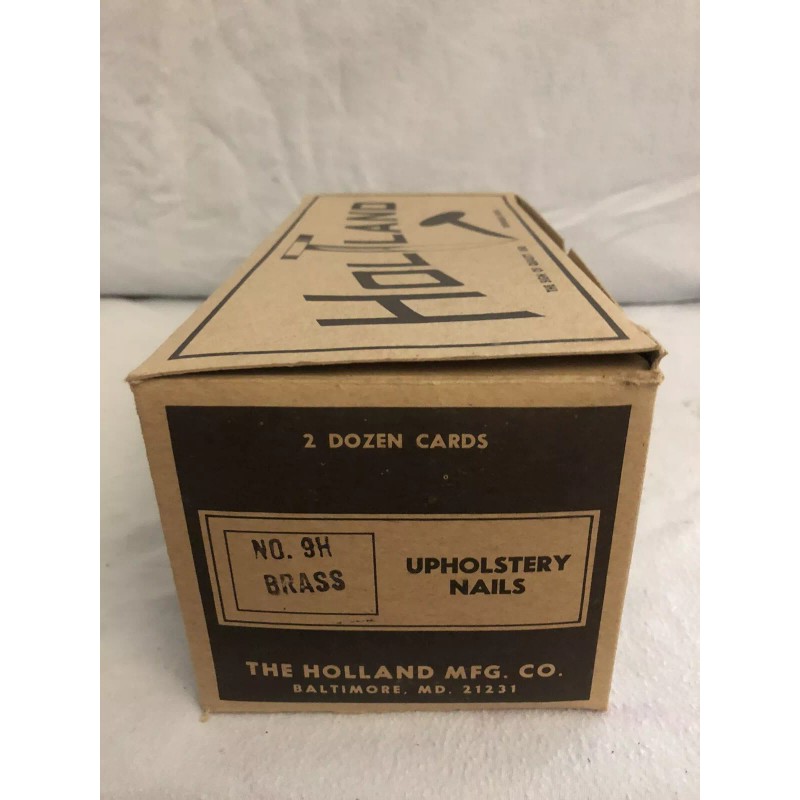 HOLLAND
2 DOZEN CARDS
NO. 9H
BRASS
UPHOLSTERY
NAILS
THE HOLLAND MFG. CO.
BALTIMORE, MD. 21231